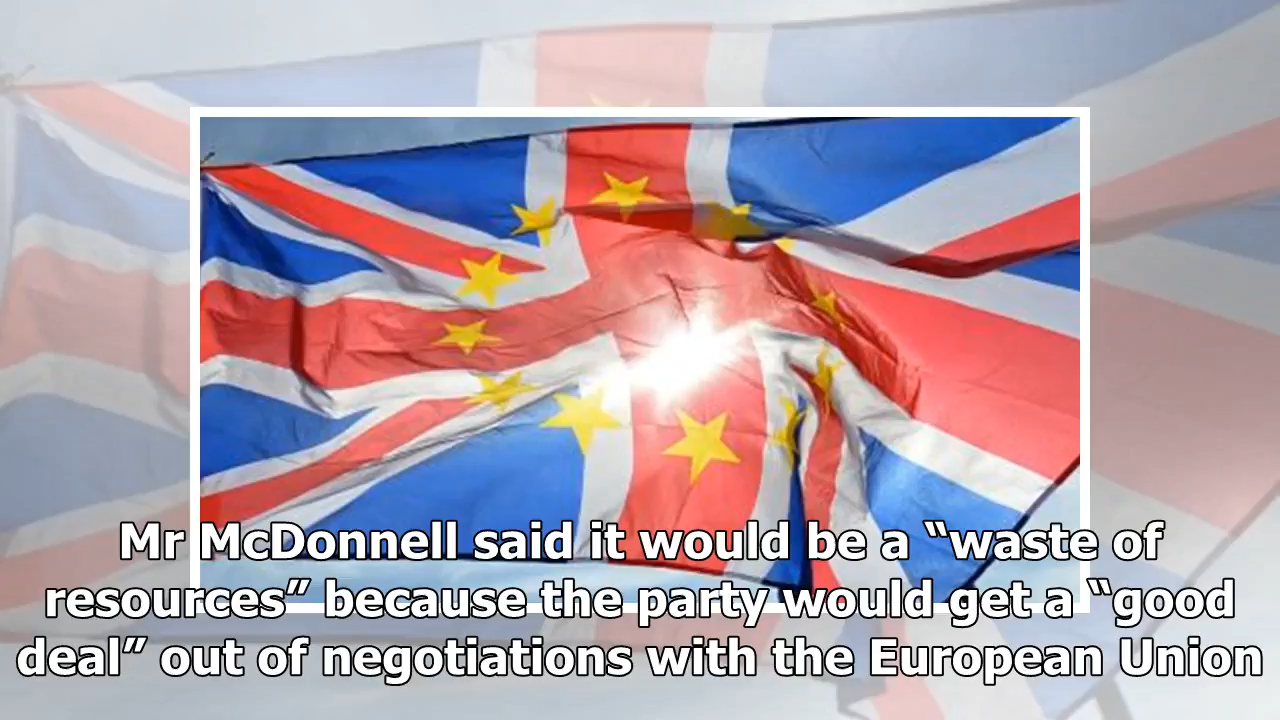 Mr McDonnell said it would be a “waste of
resources” because the party would get a “good
deal” out of negotiations with the European Union